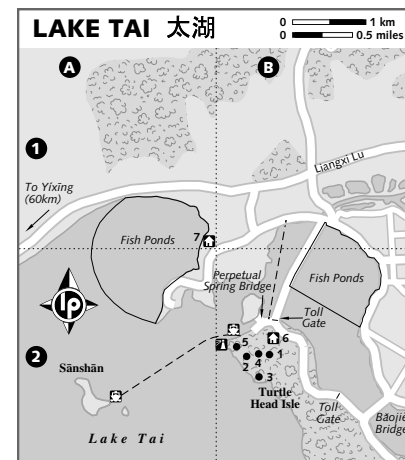 LAKE TAI 太湖
0 1 km
0 0.5 miles
A
B
1
Liangxi Lu
To Yixing
(60km)
Fish Ponds
7
Perpetual
Spring Bridge
Fish Ponds
lp
Toll
Gate
2
5
6
2
4
1
3
Sānshān
Turtle
Head Isle
Toll
Gate
Bāojiè
Bridge
Lake Tai